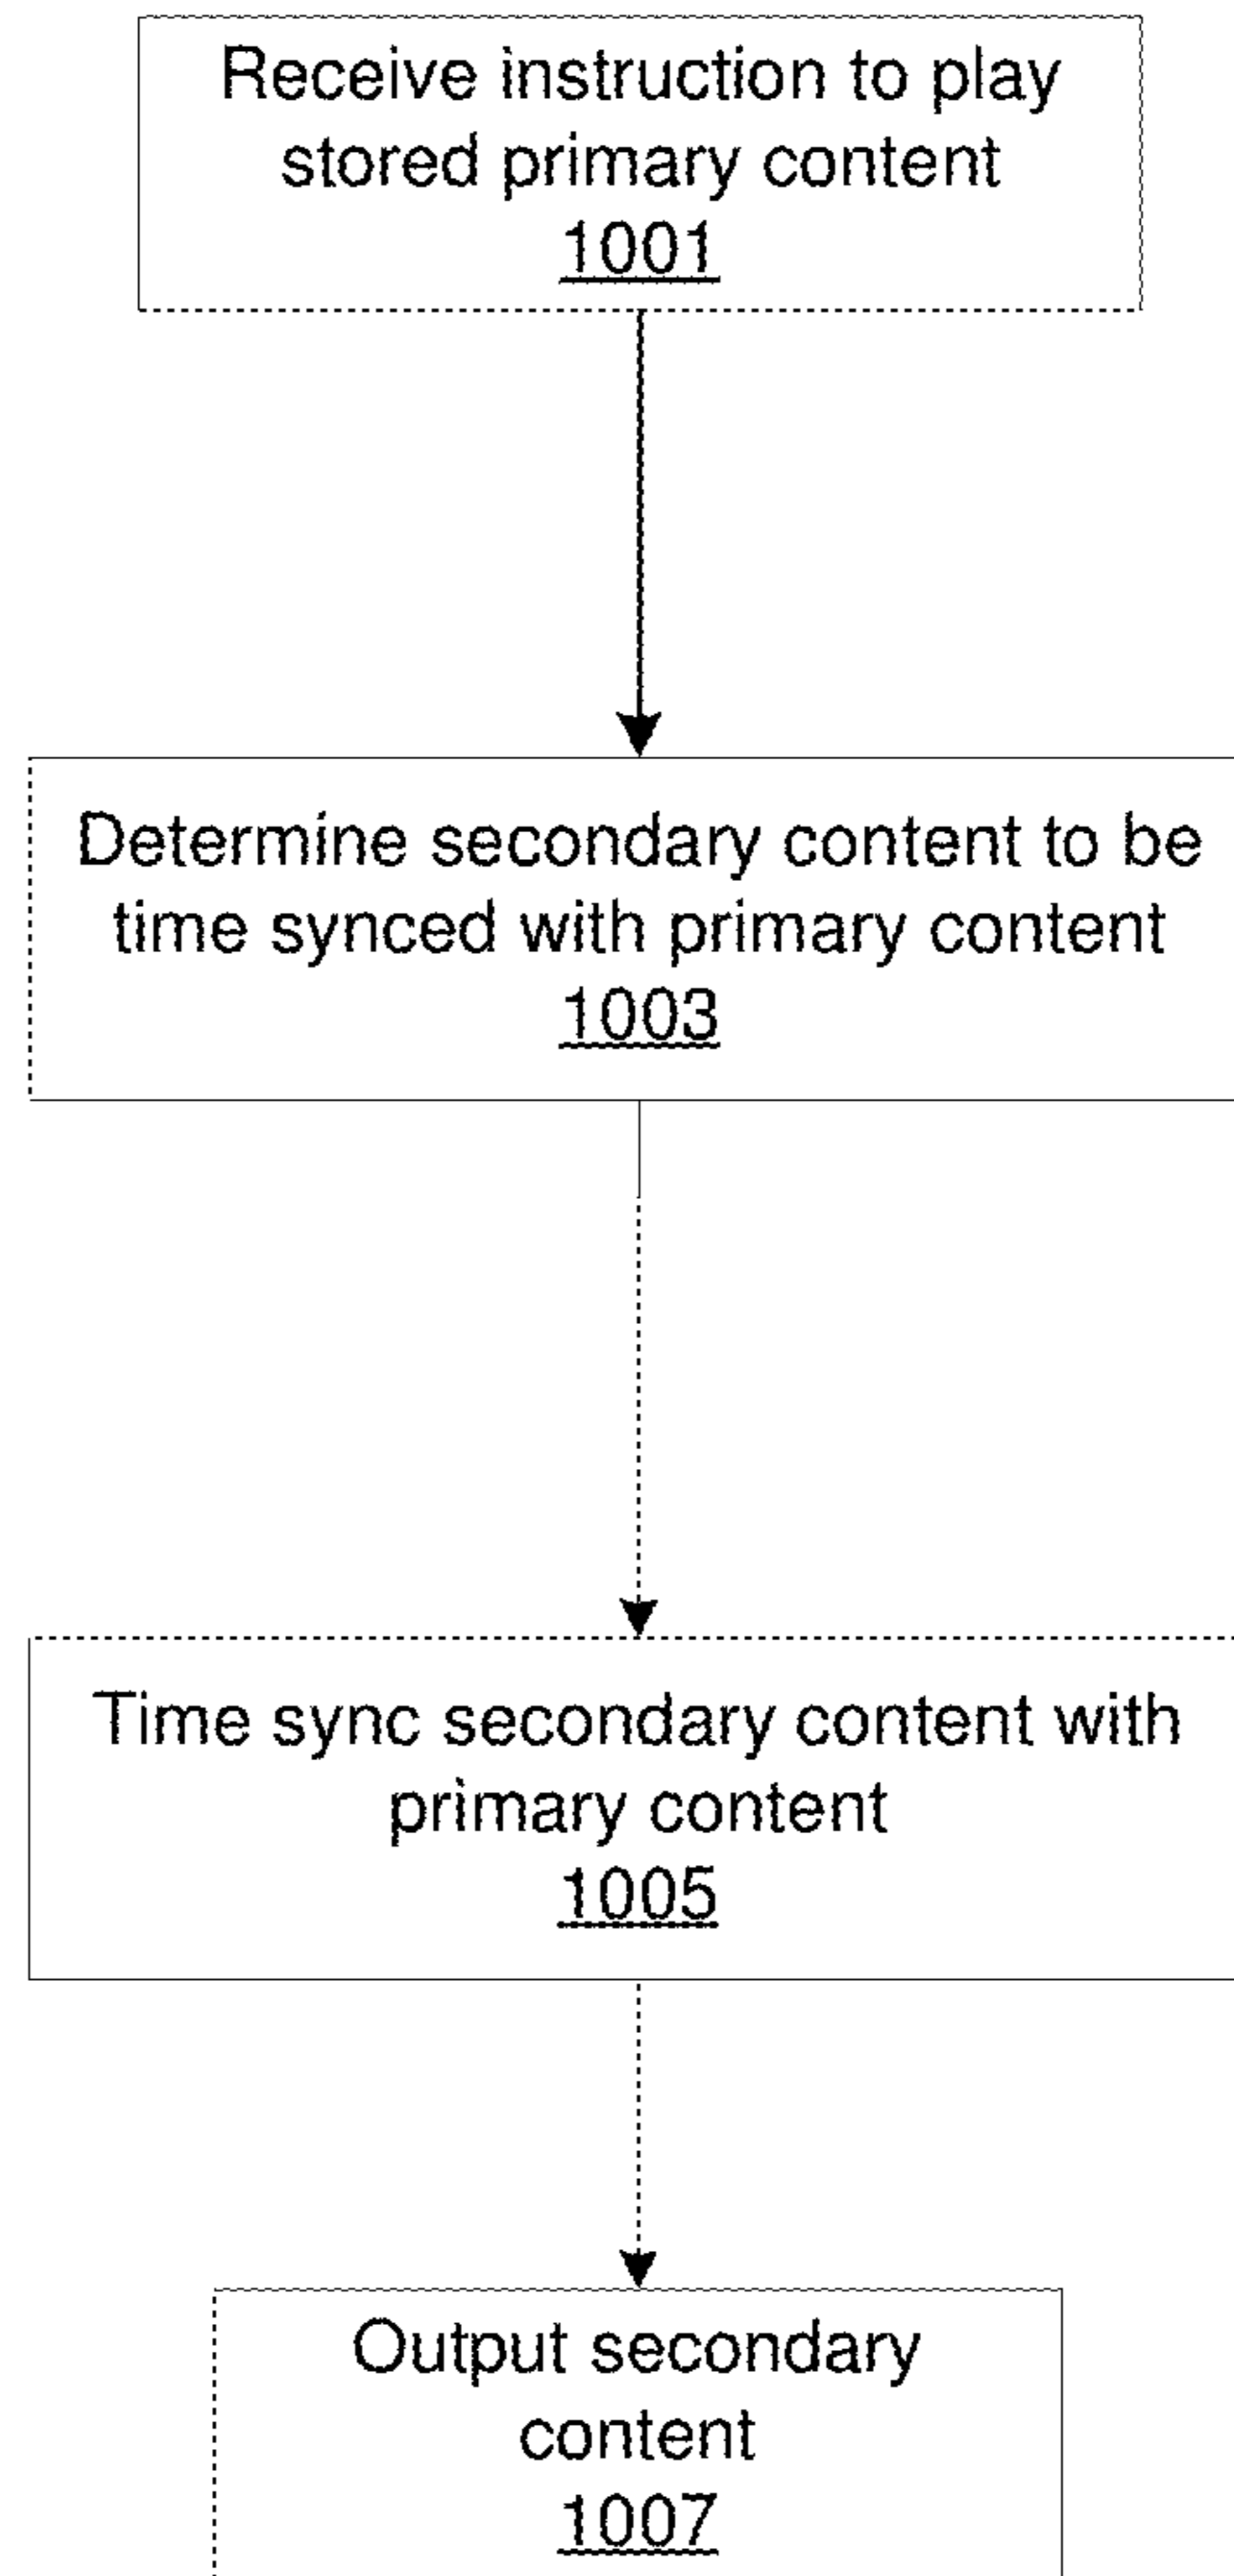 Receive instruction to play
stored primary content
1001
Determine secondary content to be
time synced with primary content
1003
Time sync secondary content with
primary content
1005
Output secondary
content
1007